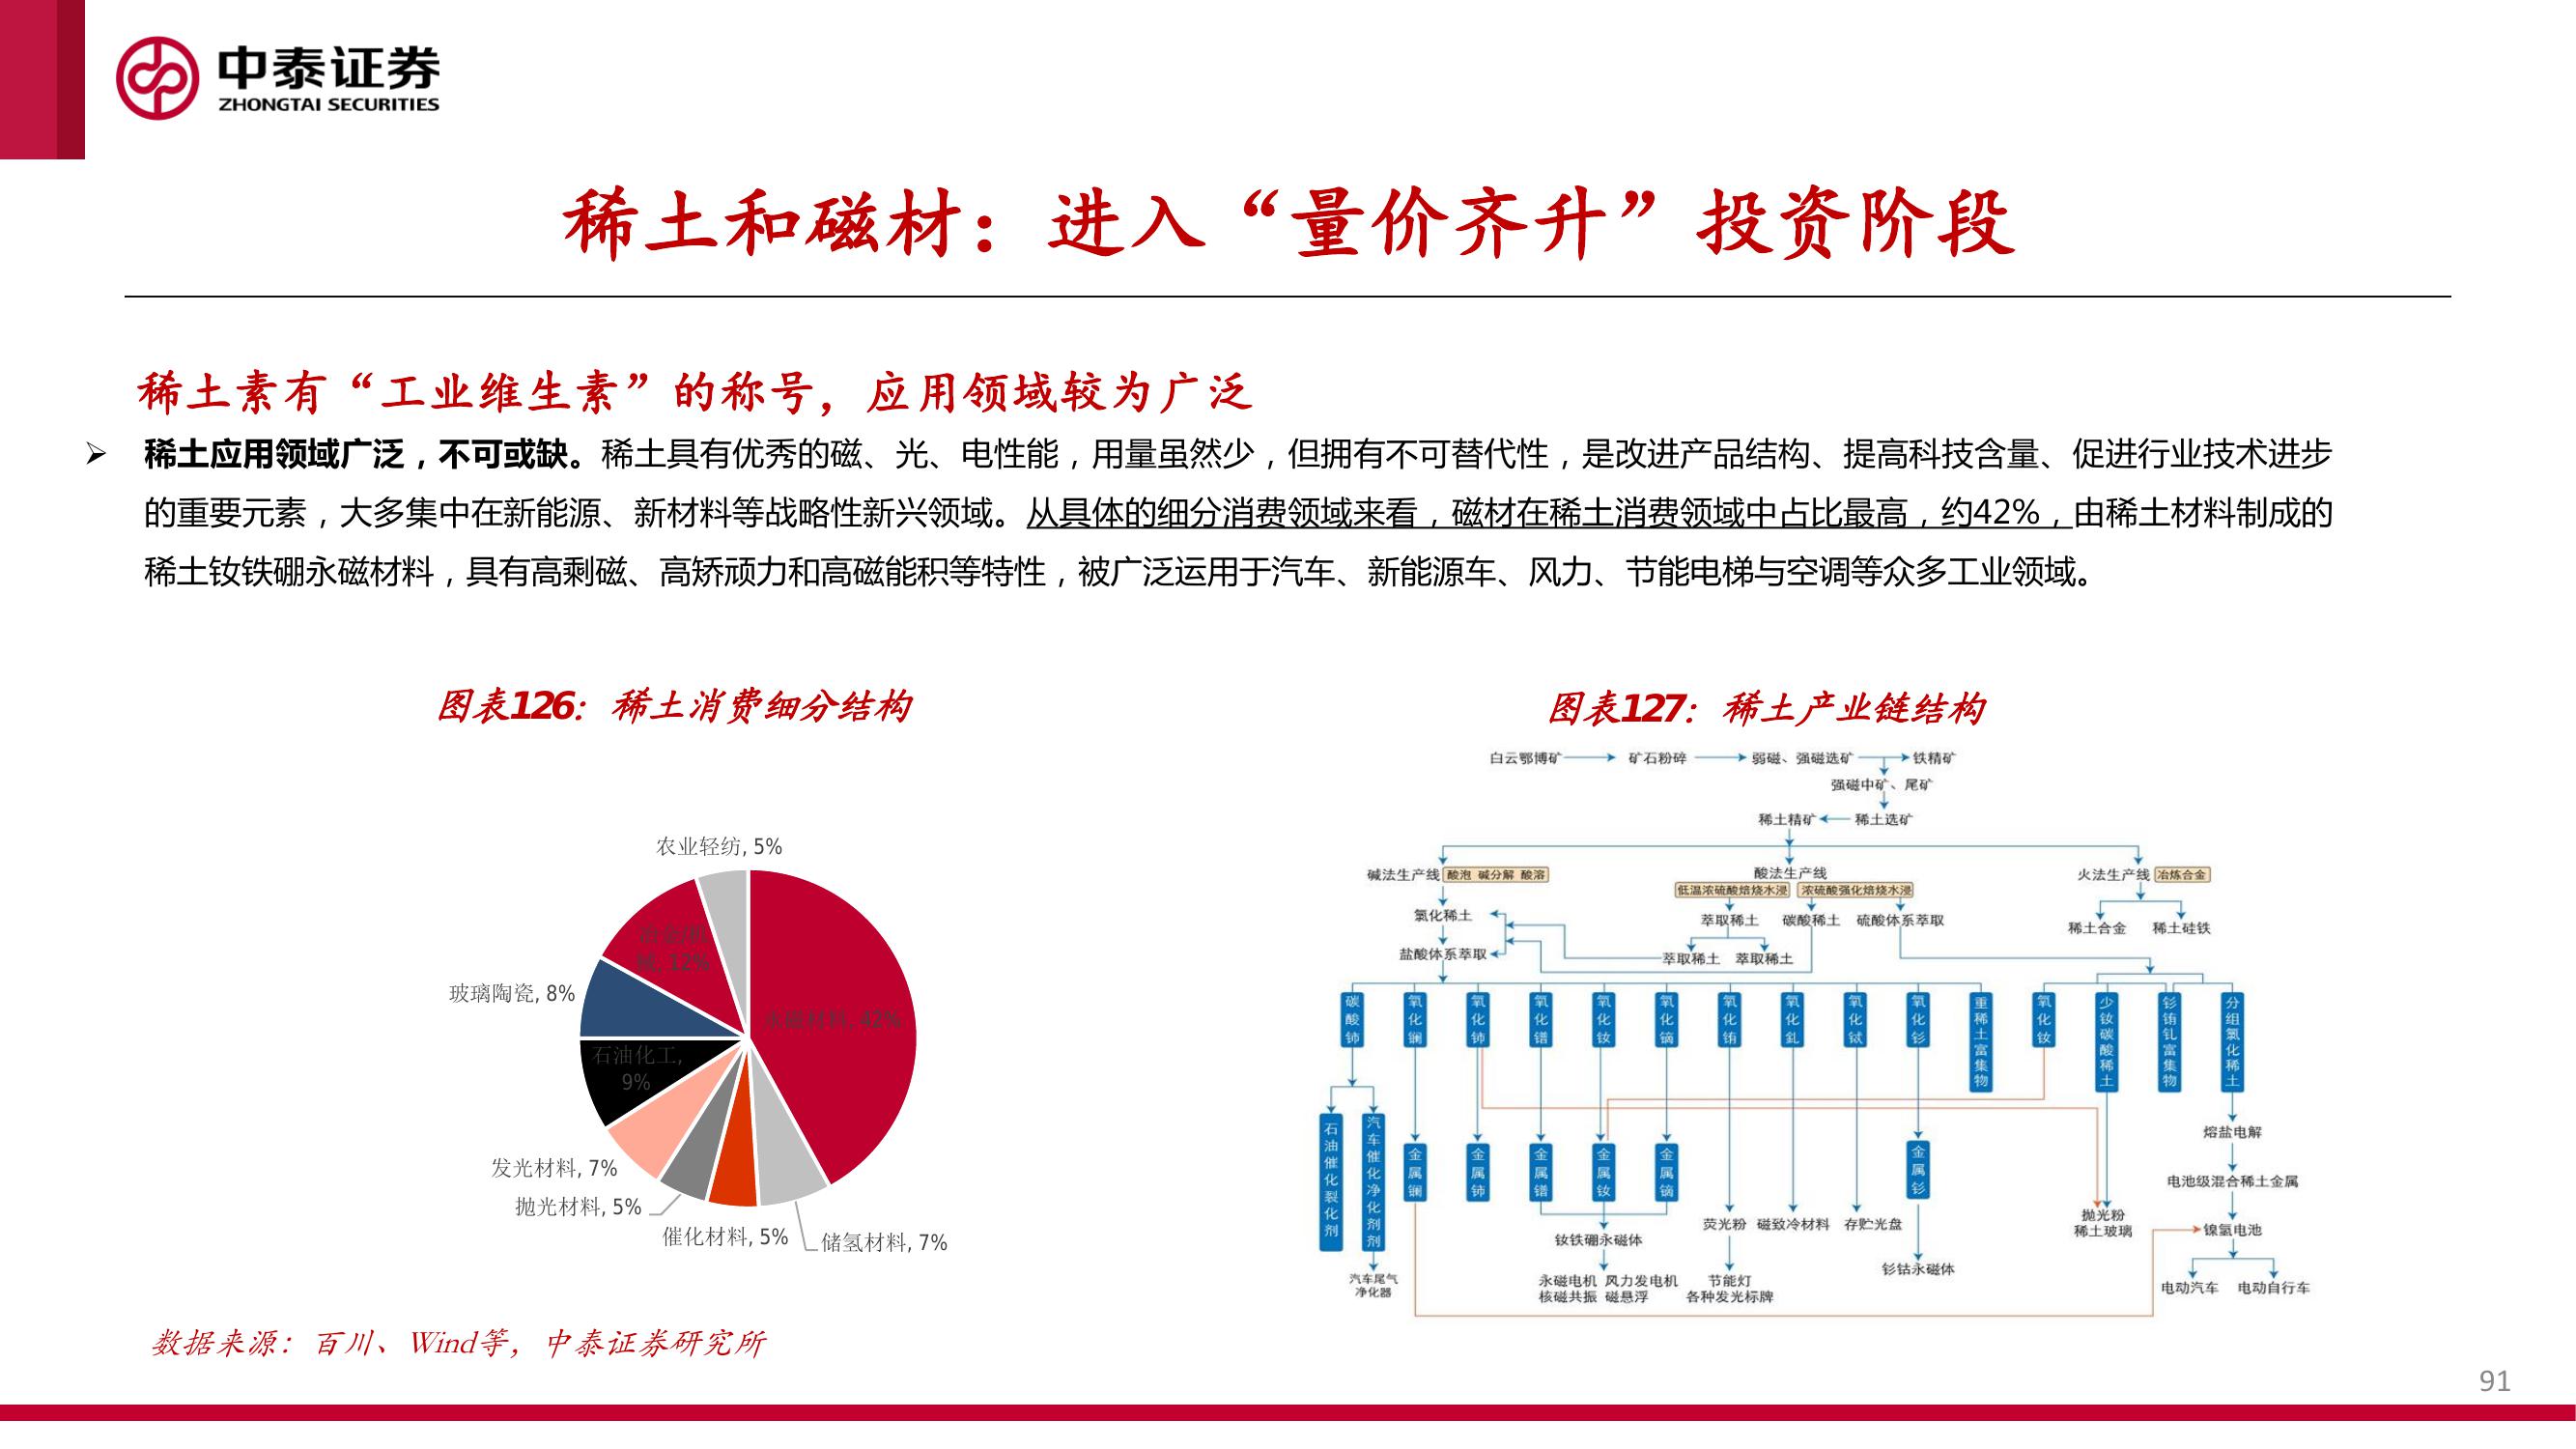 中泰证券
ZHONGTAI SECURITIES
稀土和磁材：进入“量价齐升”投资阶段
稀土素有“工业维生素”的称号，应用领域较为广泛
➢ 稀土应用领域广泛，不可或缺。稀土具有优秀的磁、光、电性能，用量虽然少，但拥有不可替代性，是改进产品结构、提高科技含量、促进行业技术进步
的重要元素，大多集中在新能源、新材料等战略性新兴领域。从具体的细分消费领域来看，磁材在稀土消费领域中占比最高，约42%，由稀土材料制成的
稀土钕铁硼永磁材料，具有高剩磁、高矫顽力和高磁能积等特性，被广泛运用于汽车、新能源车、风力、节能电梯与空调等众多工业领域。
图表126：稀土消费细分结构
农业轻纺, 5%
冶金/机
械, 12%
永磁材料, 42%
玻璃陶瓷, 8%
石油化工,
9%
发光材料, 7%
抛光材料, 5%
催化材料, 5%
储氢材料, 7%
图表127：稀土产业链结构
白云鄂博矿 矿石粉碎 弱磁、强磁选矿 铁精矿
强磁中矿、尾矿
稀土精矿 稀土选矿
碱法生产线 酸泡 碱分解 酸溶
酸法生产线
低温浓硫酸焙烧水浸 浓硫酸强化焙烧水浸
火法生产线 冶炼合金
氯化稀土
萃取稀土 碳酸稀土 硫酸体系萃取
稀土合金 稀土硅铁
盐酸体系萃取
萃取稀土 萃取稀土
碳酸铈
氧化镧
氧化铈
氧化镨
氧化钕
氧化镝
氧化铕
氧化釓
氧化铽
氧化钐
重稀土富集物
氧化钕
少钕碳酸稀土
钐铕钆富集物
分组氯化稀土
石油催化裂化剂
汽车催化净化剂剂
金属镧
金属铈
金属镨
金属钕
金属镝
金属钐
熔盐电解
电池级混合稀土金属
荧光粉 磁致冷材料 存贮光盘
抛光粉
稀土玻璃
镍氢电池
钕铁硼永磁体
钐钴永磁体
汽车尾气
净化器
永磁电机 风力发电机
核磁共振 磁悬浮
节能灯
各种发光标牌
电动汽车 电动自行车
数据来源：百川、Wind等，中泰证券研究所
91